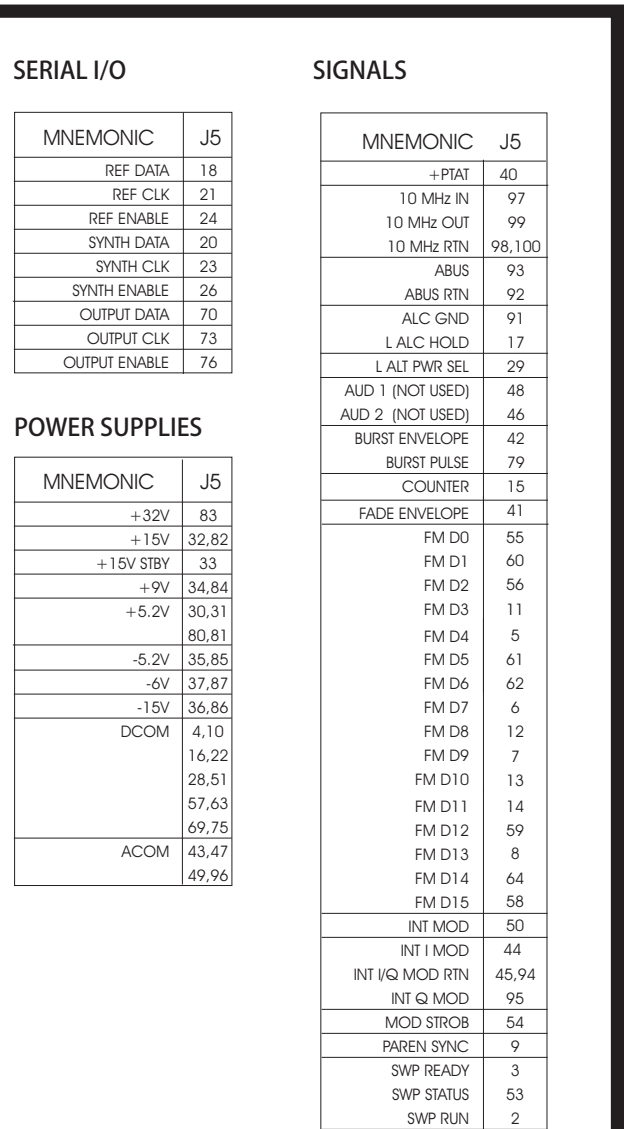 SERIAL I/O
MNEMONIC J5
REF DATA 18
REF CLK 21
REF ENABLE 24
SYNTH DATA 20
SYNTH CLK 23
SYNTH ENABLE 26
OUTPUT DATA 70
OUTPUT CLK 73
OUTPUT ENABLE 76
POWER SUPPLIES
MNEMONIC J5
+32V 83
+15V 32,82
+15V STBY 33
+9V 34,84
+5.2V 30,31
80,81
-5.2V 35,85
-6V 37,87
-15V 36,86
DCOM 4,10
16,22
28,51
57,63
69,75
ACOM 43,47
49,96
SIGNALS
MNEMONIC J5
+PTAT 40
10 MHz IN 97
10 MHz OUT 99
10 MHz RTN 98,100
ABUS 93
ABUS RTN 92
ALC GND 91
L ALC HOLD 17
L ALT PWR SEL 29
AUD 1 (NOT USED) 48
AUD 2 (NOT USED) 46
BURST ENVELOPE 42
BURST PULSE 79
COUNTER 15
FADE ENVELOPE 41
FM D0 55
FM D1 60
FM D2 56
FM D3 11
FM D4 5
FM D5 61
FM D6 62
FM D7 6
FM D8 12
FM D9 7
FM D10 13
FM D11 14
FM D12 59
FM D13 8
FM D14 64
FM D15 58
INT MOD 50
INT I MOD 44
INT I/Q MOD RTN 45,94
INT Q MOD 95
MOD STROB 54
PAREN SYNC 9
SWP READY 3
SWP STATUS 53
SWP RUN 2